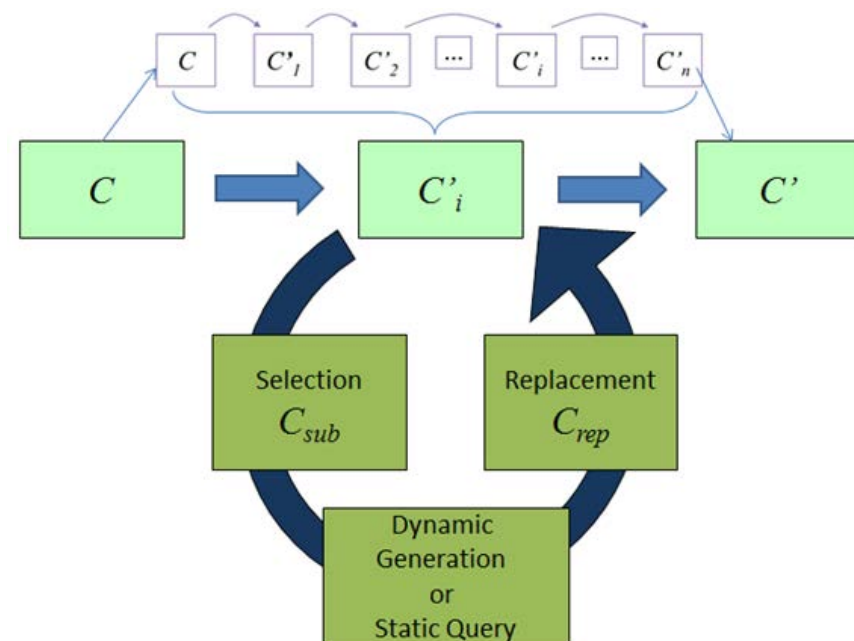 C C'1 C'2 ... C'i ... C'n
C C'i C'
Selection
Csub
Replacement
Crep
Dynamic
Generation
or
Static Query